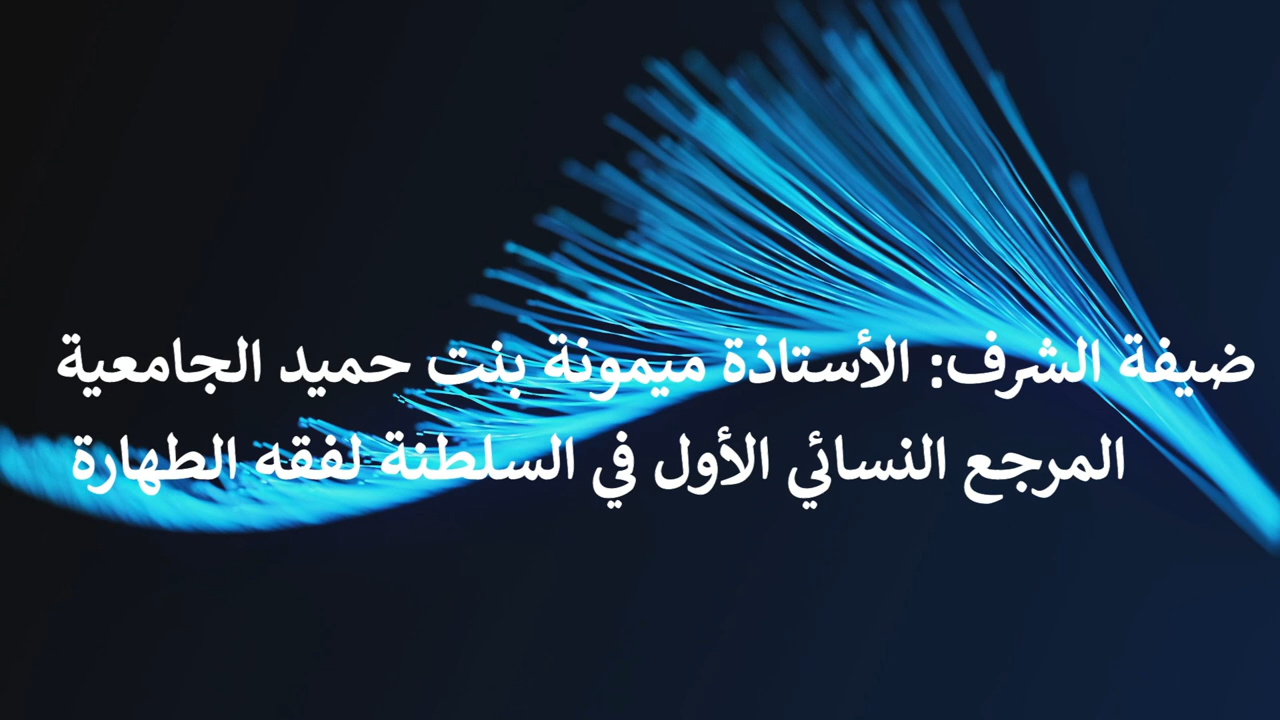 ضيفة الشرف: الأستاذة ميمونة بنت حميد الجامعية
المرجع النسائي الأول في السلطنة لفقه الطهارة